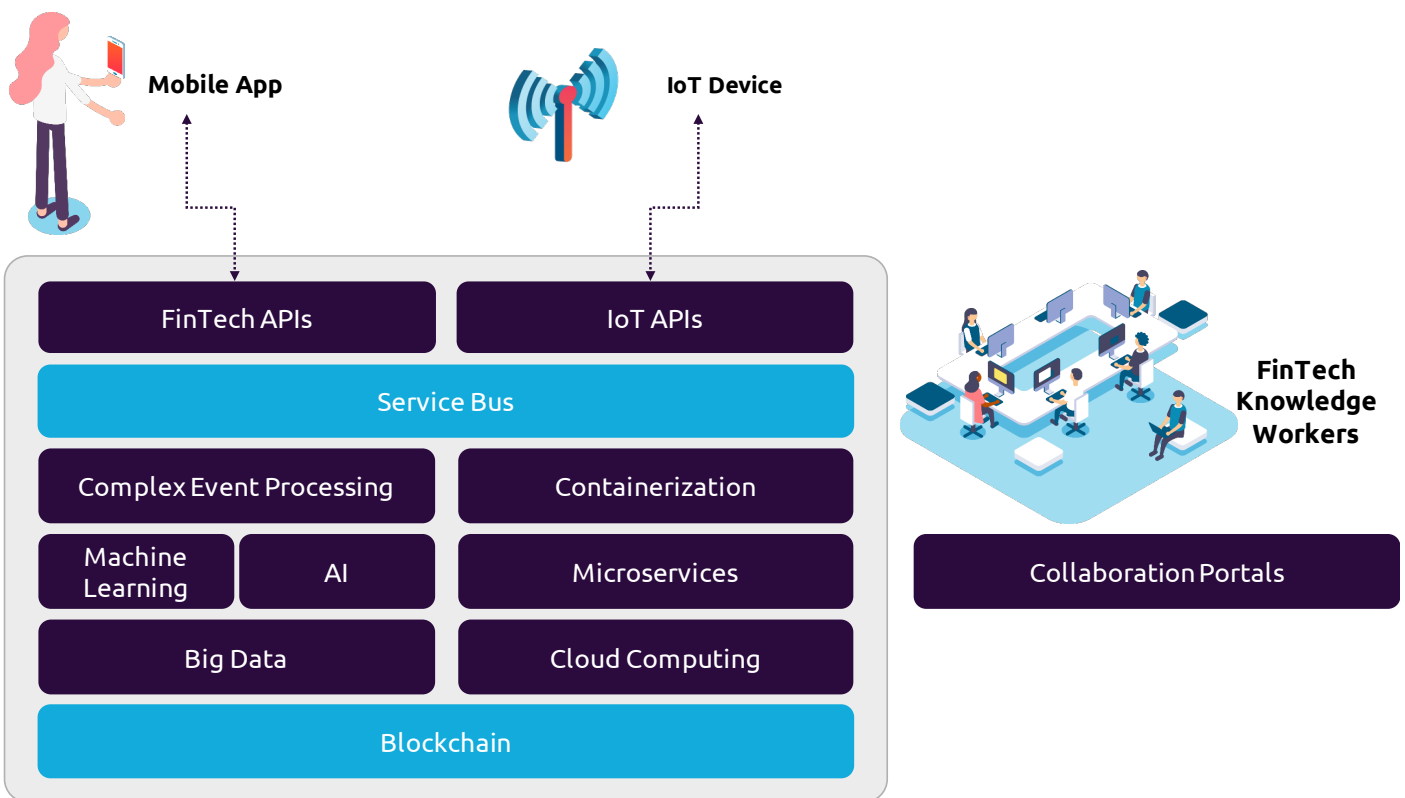 Mobile App
IoT Device
FinTech APIs
IoT APIs
Service Bus
Complex Event Processing
Containerization
Machine
Learning
AI
Microservices
Big Data
Cloud Computing
Blockchain
FinTech
Knowledge
Workers
Collaboration Portals